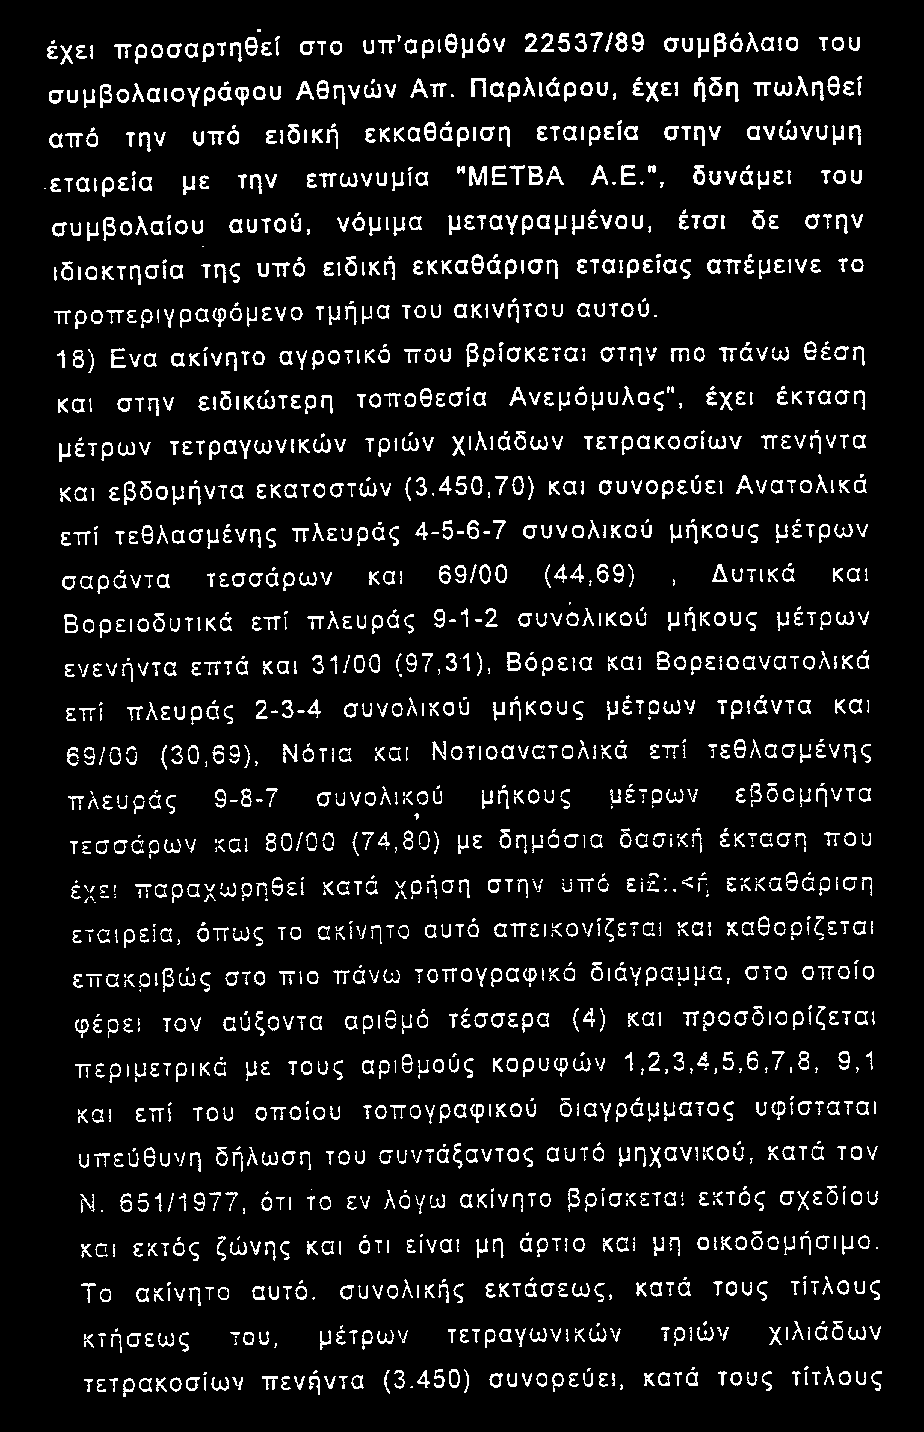 έχει προσαρτηθεί στο υπ'αριθμόν 22537/89 συμβόλαιο του
συμβολαιογράφου Αθηνών Απ. Παρλιάρου, έχει ήδη πωληθεί
από την υπό ειδική εκκαθάριση εταιρεία στην ανώνυμη
εταιρεία με την επωνυμία "ΜΕΤΒΑ Α.Ε.", δυνάμει του
συμβολαίου αυτού, νόμιμα μεταγραμμένου, έτσι δε στην
ιδιοκτησία της υπό ειδική εκκαθάριση εταιρείας απέμεινε το
προπεριγραφόμενο τμήμα του ακινήτου αυτού.
18) Ενα ακίνητο αγροτικό που βρίσκεται στην πιο πάνω θέση
και στην ειδικώτερη τοποθεσία Ανεμόμυλος", έχει έκταση
μέτρων τετραγωνικών τριών χιλιάδων τετρακοσίων πενήντα
και εβδομήντα εκατοστών (3.450,70) και συνορεύει Ανατολικά
επί τεθλασμένης πλευράς 4-5-6-7 συνολικού μήκους μέτρων
σαράντα τεσσάρων και 69/00 (44,69) , Δυτικά και
Βορειοδυτικά επί πλευράς 9-1-2 συνολικού μήκους μέτρων
ενενήντα επτά και 31/00 (97,31), Βόρεια και Βορειοανατολικά
επί πλευράς 2-3-4 συνολικού μήκους μέτρων τριάντα και
69/00 (30,69), Νότια και Νοτιοανατολικά επί τεθλασμένης
πλευράς 9-8-7 συνολικού μήκους μέτρων εβδομήντα
τεσσάρων και 80/00 (74,80) με δημόσια δασική έκταση που
έχει παραχωρηθεί κατά χρήση στην υπό εκκαθάριση
εταιρεία, όπως το ακίνητο αυτό απεικονίζεται και καθορίζεται
επακριβώς στο πιο πάνω τοπογραφικό διάγραμμα, στο οποίο
φέρει τον αύξοντα αριθμό τέσσερα (4) και προσδιορίζεται
περιμετρικά με τους αριθμούς κορυφών 1,2,3,4,5,6,7,8, 9,1
και επί του οποίου τοπογραφικού διαγράμματος υφίσταται
υπεύθυνη δήλωση του συντάξαντος αυτό μηχανικού, κατά τον
Ν. 651/1977, ότι το εν λόγω ακίνητο βρίσκεται εκτός σχεδίου
και εκτός ζώνης και ότι είναι μη άρτιο και μη οικοδομήσιμο.
Το ακίνητο αυτό, συνολικής εκτάσεως, κατά τους τίτλους
κτήσεως του, μέτρων τετραγωνικών τριών χιλιάδων
τετρακοσίων πενήντα (3.450) συνορεύει, κατά τους τίτλους